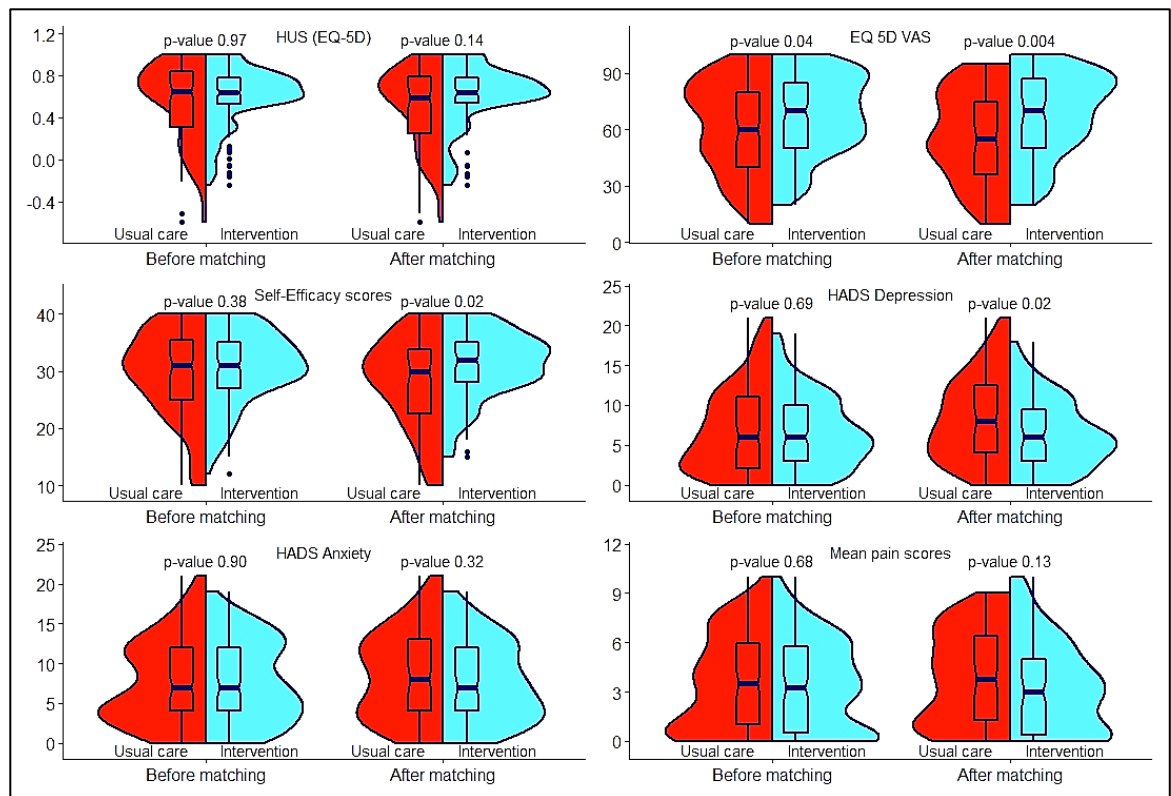 HUS (EQ-5D)
p-value 0.97
p-value 0.14
1.2
0.8
0.4
0.0
-0.4
Usual care
Intervention
Usual care
Intervention
Before matching
After matching
EQ 5D VAS
p-value 0.04
p-value 0.004
90
60
30
0
Usual care
Intervention
Usual care
Intervention
Before matching
After matching
Self-Efficacy scores
p-value 0.38
p-value 0.02
40
30
20
10
Usual care
Intervention
Usual care
Intervention
Before matching
After matching
HADS Depression
p-value 0.69
p-value 0.02
25
20
15
10
5
0
Usual care
Intervention
Usual care
Intervention
Before matching
After matching
HADS Anxiety
p-value 0.90
p-value 0.32
25
20
15
10
5
0
Usual care
Intervention
Usual care
Intervention
Before matching
After matching
Mean pain scores
p-value 0.68
p-value 0.13
12
9
6
3
0
Usual care
Intervention
Usual care
Intervention
Before matching
After matching